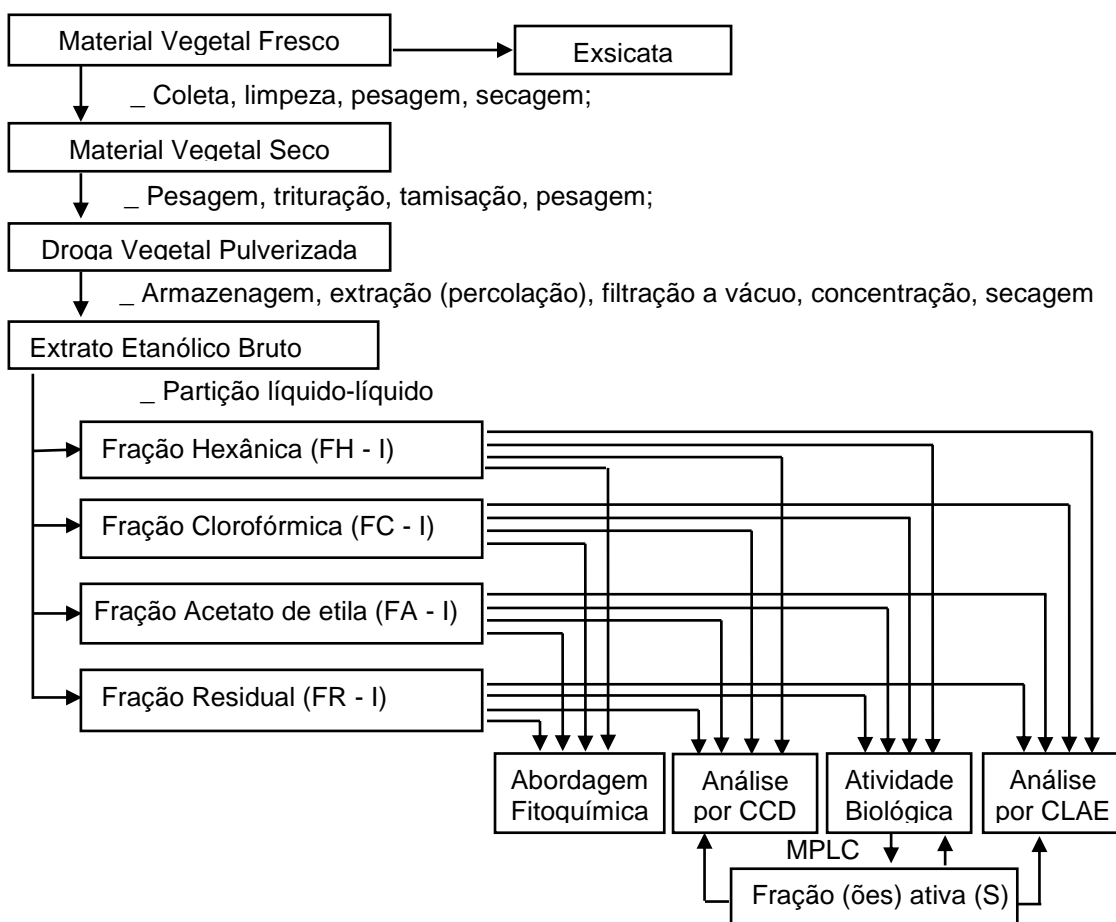 Material Vegetal Fresco
Exsicata
_ Coleta, limpeza, pesagem, secagem;
Material Vegetal Seco
_ Pesagem, trituração, tamisação, pesagem;
Droga Vegetal Pulverizada
_ Armazenagem, extração (percolação), filtração a vácuo, concentração, secagem
Extrato Etanólico Bruto
_ Partição líquido-líquido
Fração Hexânica (FH - I)
Fração Clorofórmica (FC - I)
Fração Acetato de etila (FA - I)
Fração Residual (FR - I)
Abordagem
Fitoquímica
Análise
por CCD
Atividade
Biológica
Análise
por CLAE
MPLC
Fração (ões) ativa (S)